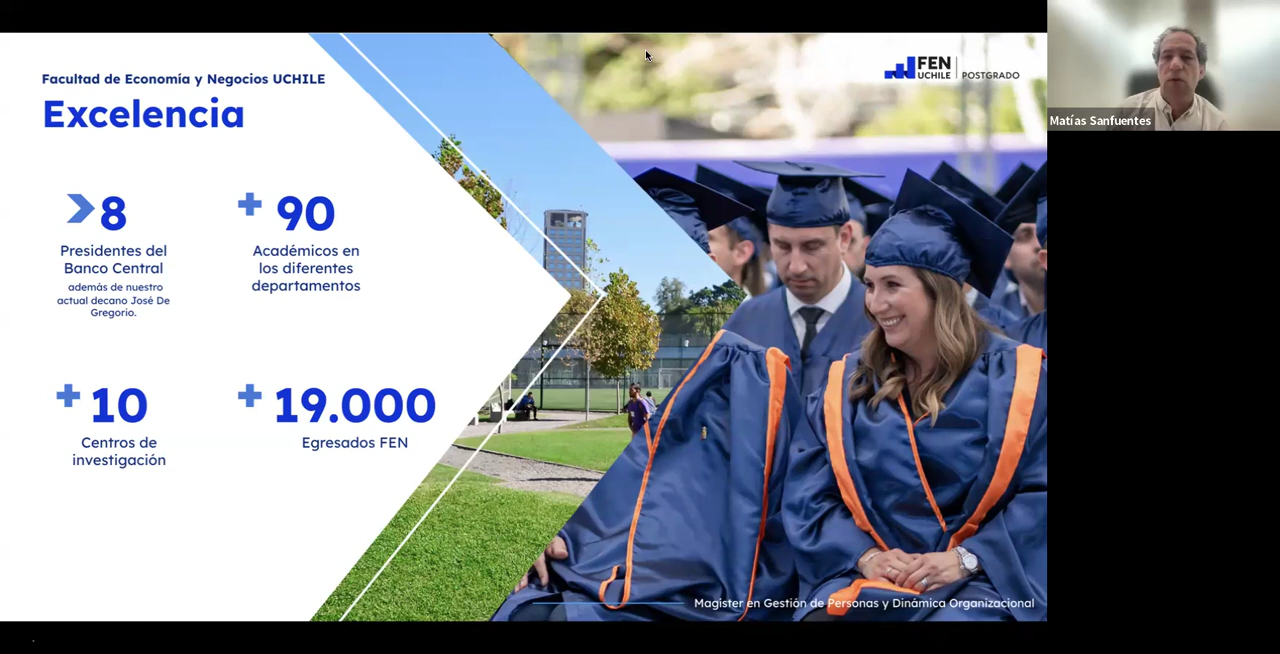 Facultad de Economía y Negocios UCHILE
Excelencia
8
Presidentes del
Banco Central
además de nuestro
actual decano José De
Gregorio.
+ 90
Académicos en
los diferentes
departamentos
+ 10
Centros de
investigación
+ 19.000
Egresados FEN
FEN
UCHILE
POSTGRADO
Magíster en Gestión de Personas y Dinámica Organizacional
Matías Sanfuentes